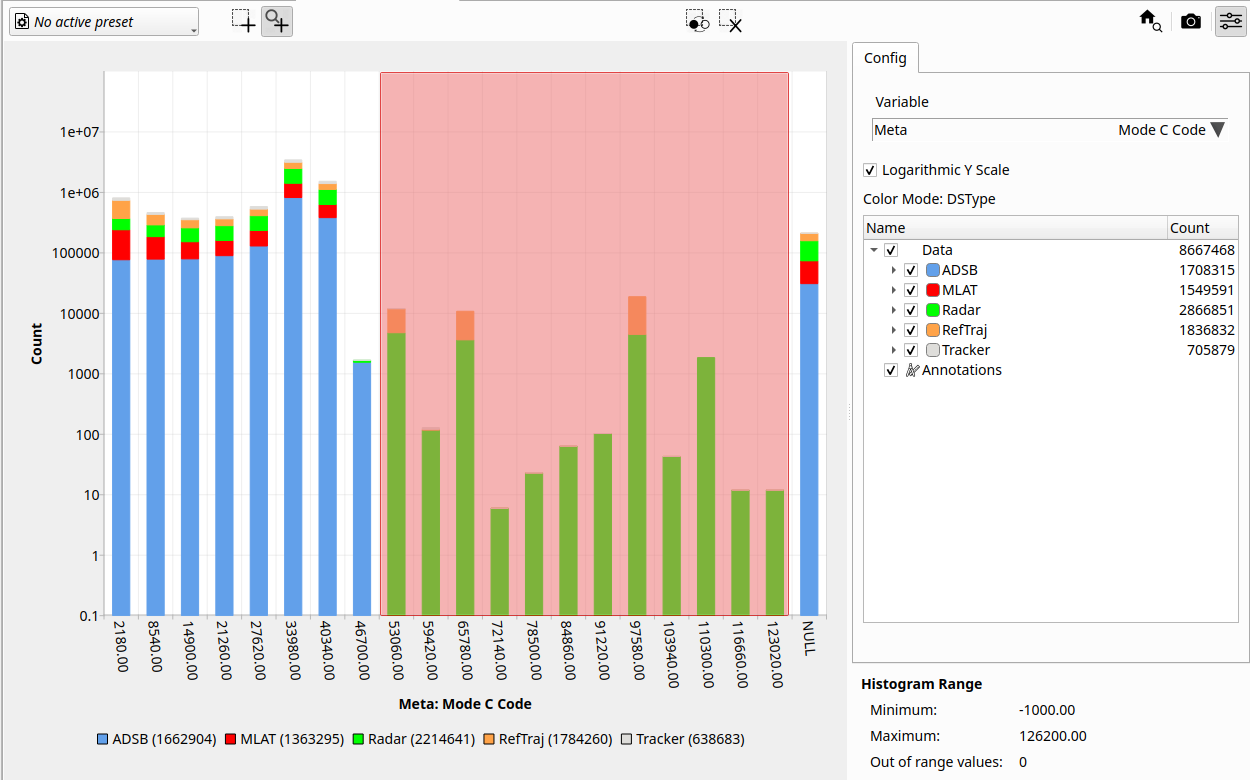 No active preset
Config
Variable
Meta Mode C Code
Logarithmic Y Scale
Color Mode: DSType
Name Count
Data 8667468
ADSB 1708315
MLAT 1549591
Radar 2866851
RefTraj 1836832
Tracker 705879
Annotations
Histogram Range
Minimum: -1000.00
Maximum: 126200.00
Out of range values: 0
Count
1e+07
1e+06
100000
10000
1000
100
10
1
0.1
2180.00
8540.00
14900.00
21260.00
27620.00
33980.00
40340.00
46700.00
53060.00
59420.00
65780.00
72140.00
78500.00
84860.00
91220.00
97580.00
103940.00
110300.00
116660.00
123020.00
NULL
Meta: Mode C Code
ADSB (1662904) MLAT (1363295) Radar (2214641) RefTraj (1784260) Tracker (638683)